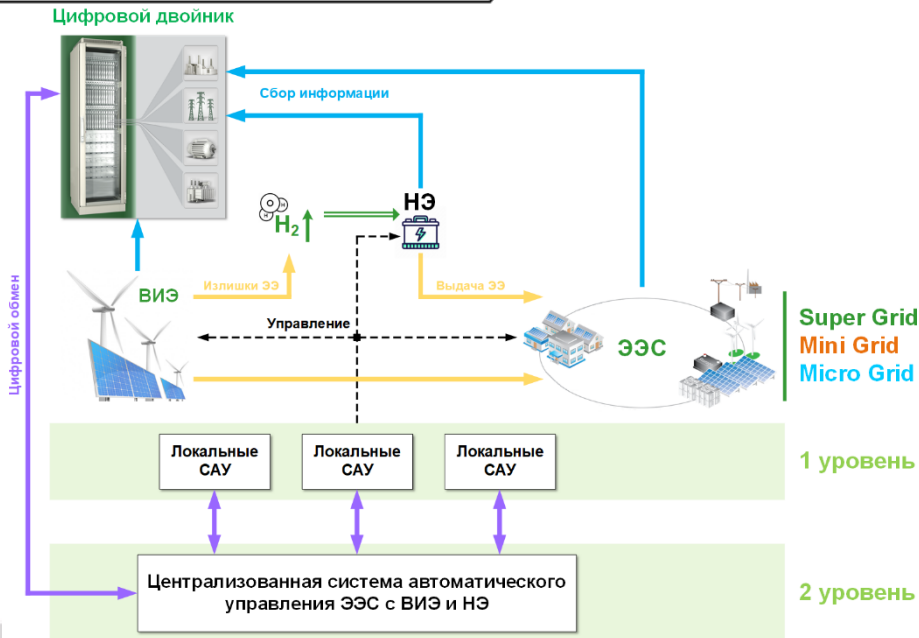 Цифровой двойник
Сбор информации
НЭ
H
H
H₂
ВИЭ
Излишки ЭЭ
Выдача ЭЭ
Цифровой обмен
Управление
ЭЭС
Super Grid
Mini Grid
Micro Grid
Локальные
САУ
Локальные
САУ
Локальные
САУ
1 уровень
Централизованная система автоматического
управления ЭЭС с ВИЭ и НЭ
2 уровень